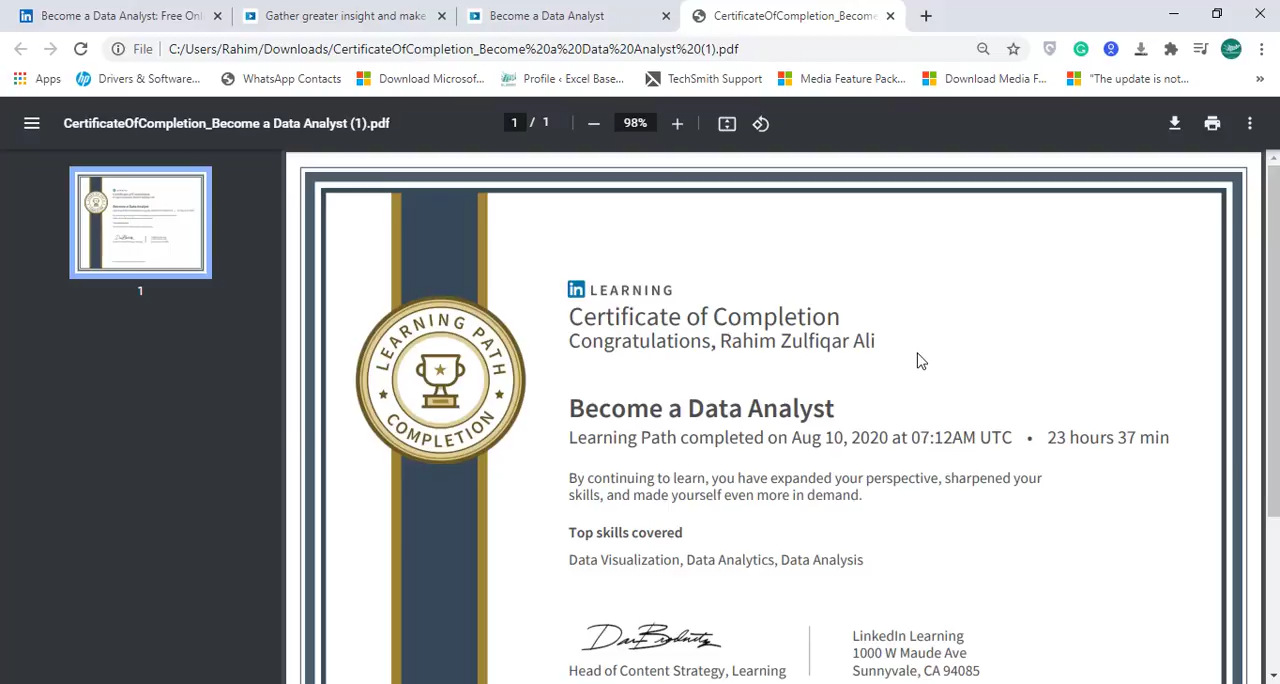 Become a Data Analyst: Free Onl
Gather greater insight and make
Become a Data Analyst
CertificateOfCompletion_Become
File
C:/Users/Rahim/Downloads/CertificateOfCompletion_Become%20a%20Data%20Analyst%20(1).pdf
Apps
Drivers & Software...
WhatsApp Contacts
Download Microsof...
Profile ‹ Excel Base...
TechSmith Support
Media Feature Pack...
Download Media F...
"The update is not...
»
CertificateOfCompletion_Become a Data Analyst (1).pdf
1 / 1
98%
1
LEARNING PATH
COMPLETION
in LEARNING
Certificate of Completion
Congratulations, Rahim Zulfiqar Ali
Become a Data Analyst
Learning Path completed on Aug 10, 2020 at 07:12AM UTC • 23 hours 37 min
By continuing to learn, you have expanded your perspective, sharpened your
skills, and made yourself even more in demand.
Top skills covered
Data Visualization, Data Analytics, Data Analysis
Head of Content Strategy, Learning
LinkedIn Learning
1000 W Maude Ave
Sunnyvale, CA 94085